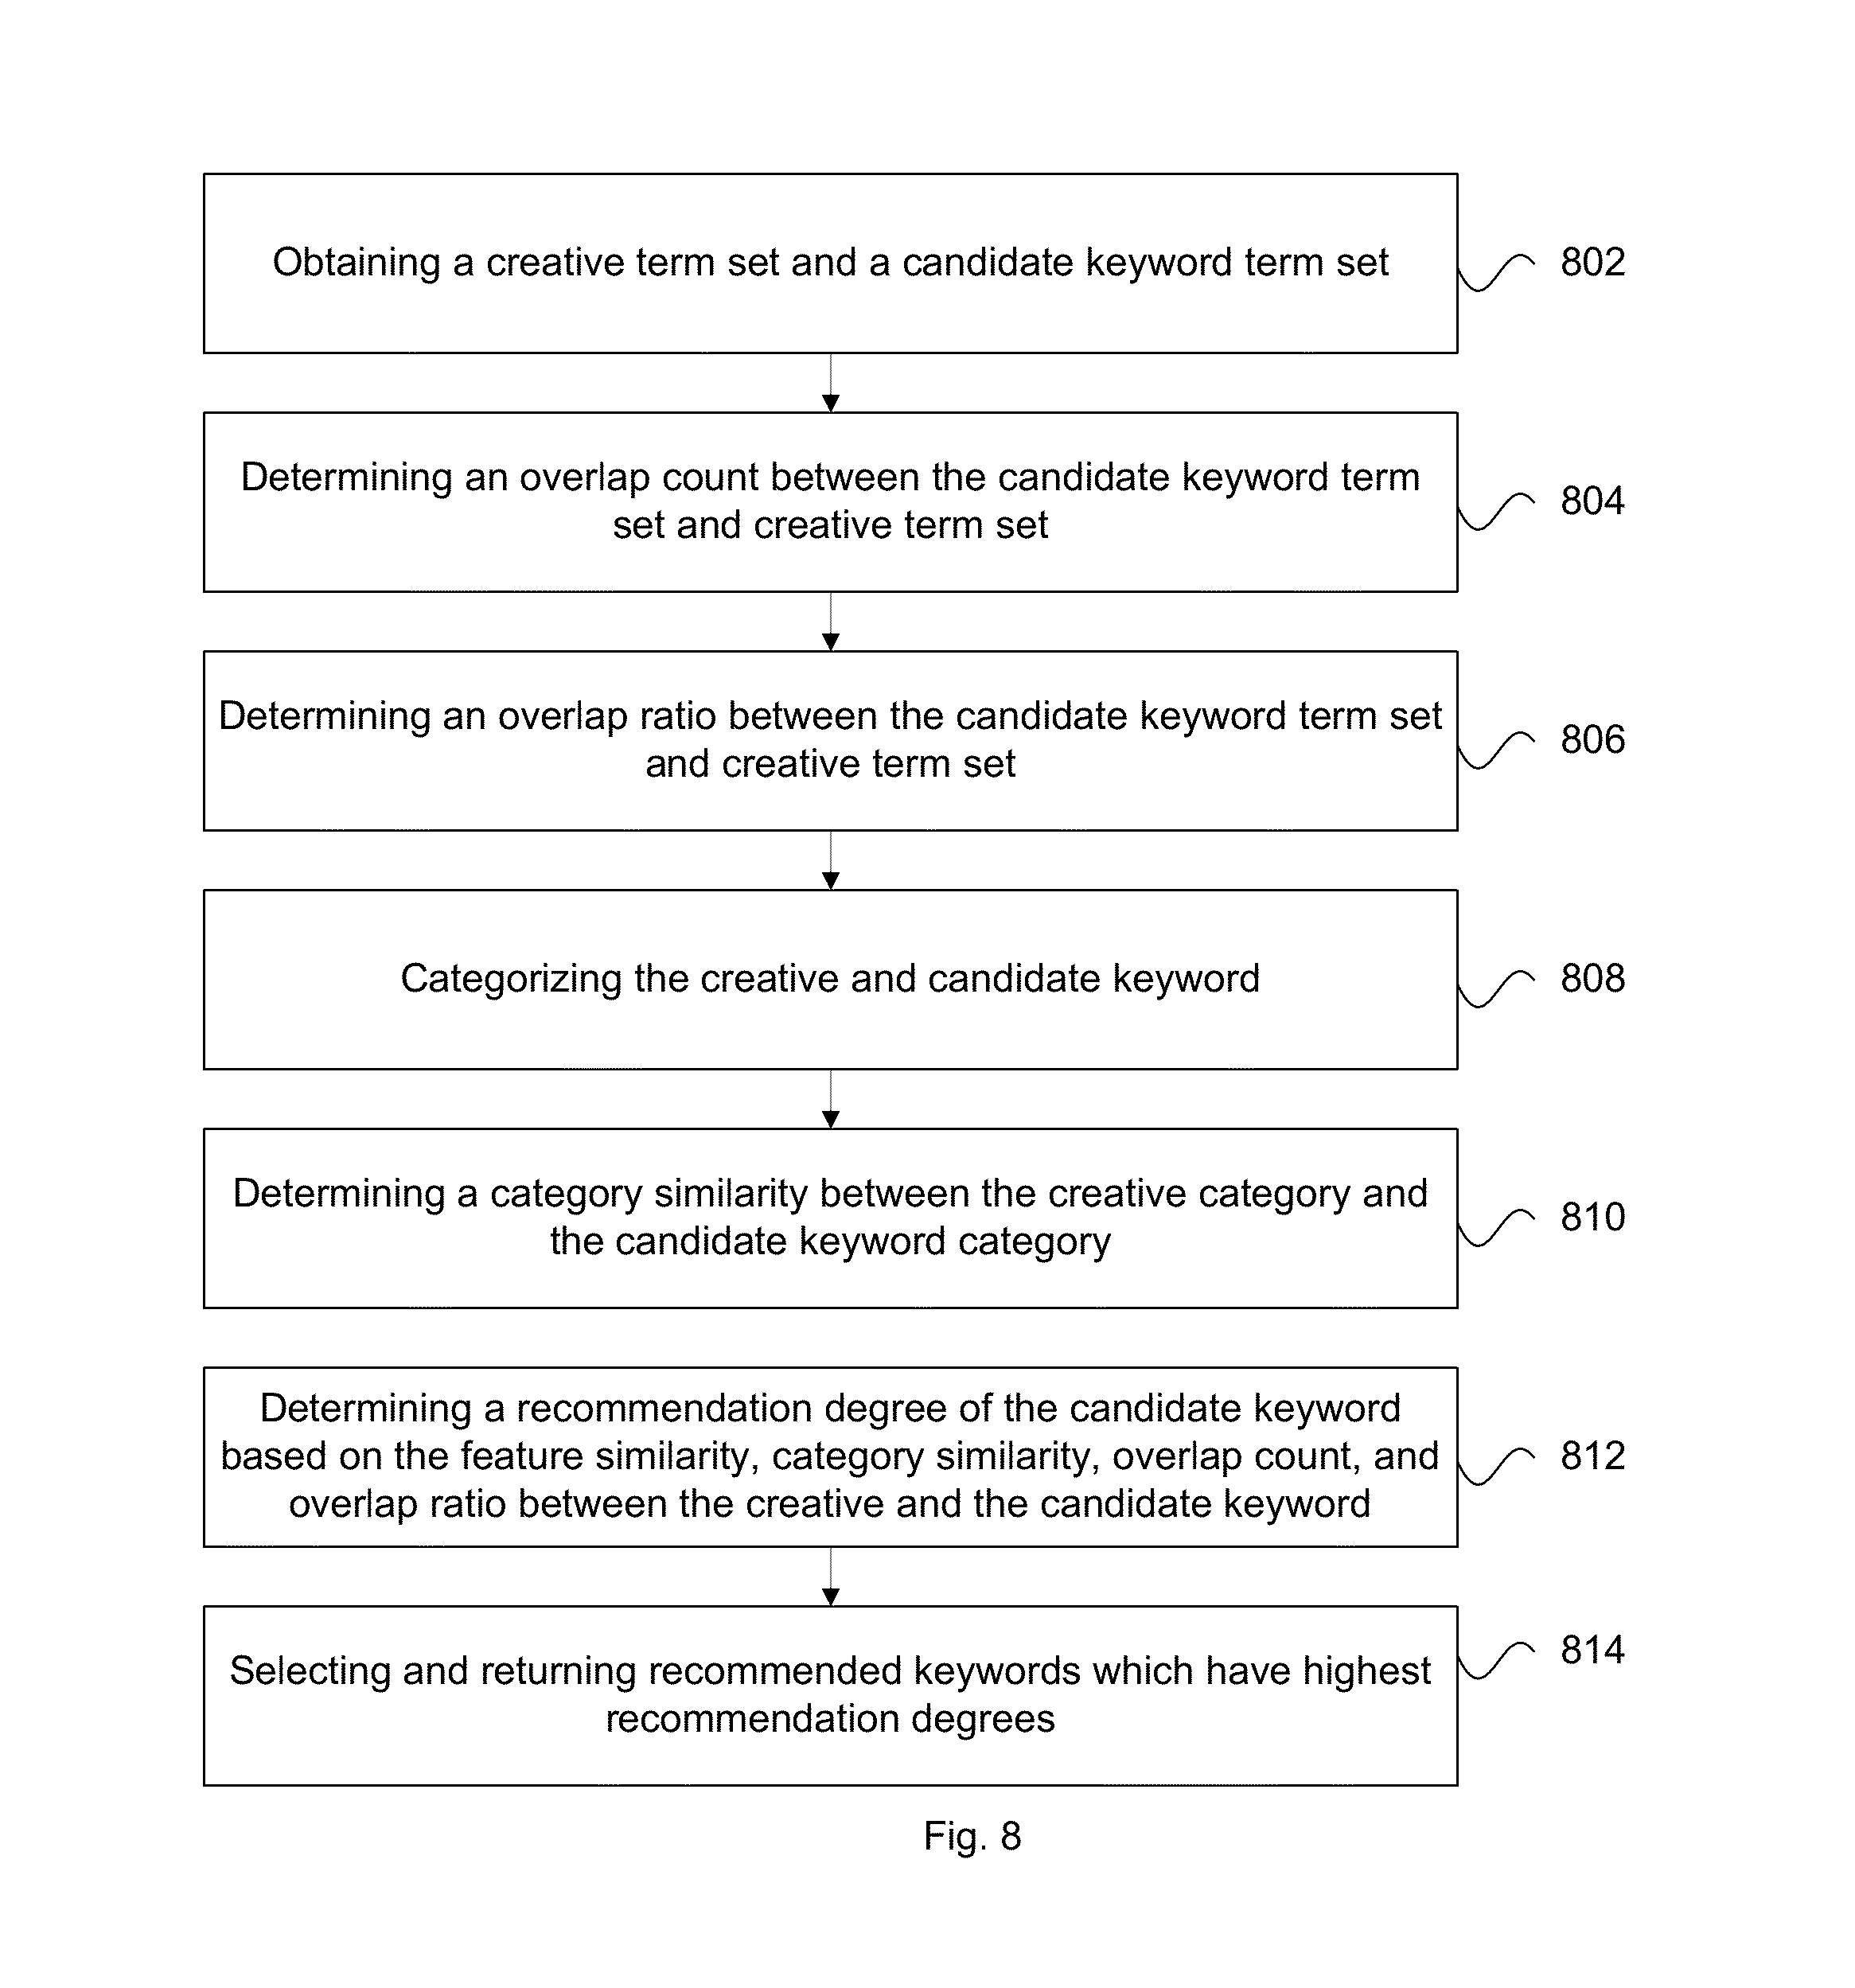 Obtaining a creative term set and a candidate keyword term set
802
Determining an overlap count between the candidate keyword term
set and creative term set
804
Determining an overlap ratio between the candidate keyword term set
and creative term set
806
Categorizing the creative and candidate keyword
808
Determining a category similarity between the creative category and
the candidate keyword category
810
Determining a recommendation degree of the candidate keyword
based on the feature similarity, category similarity, overlap count, and
overlap ratio between the creative and the candidate keyword
812
Selecting and returning recommended keywords which have highest
recommendation degrees
814
Fig. 8